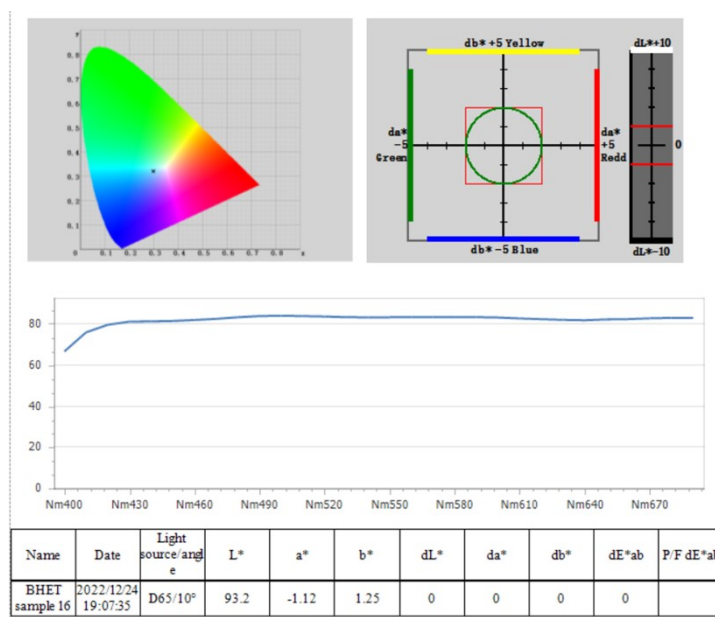 y
0.9
0.8
0.7
0.6
0.5
0.4
0.3
0.2
0.1
0 0.1 0.2 0.3 0.4 0.5 0.6 0.7 0.8 0.9 x
db* +5 Yellow
da*
-5
Green
da*
+5
Redd
db* -5 Blue
dL*+10
0
dL*-10
80
60
40
20
0
Nm400 Nm430 Nm460 Nm490 Nm520 Nm550 Nm580 Nm610 Nm640 Nm670
Name Date Light source/angl e L* a* b* dL* da* db* dE*ab P/F dE*ab
BHET sample 16 2022/12/24 19:07:35 D65/10° 93.2 -1.12 1.25 0 0 0 0